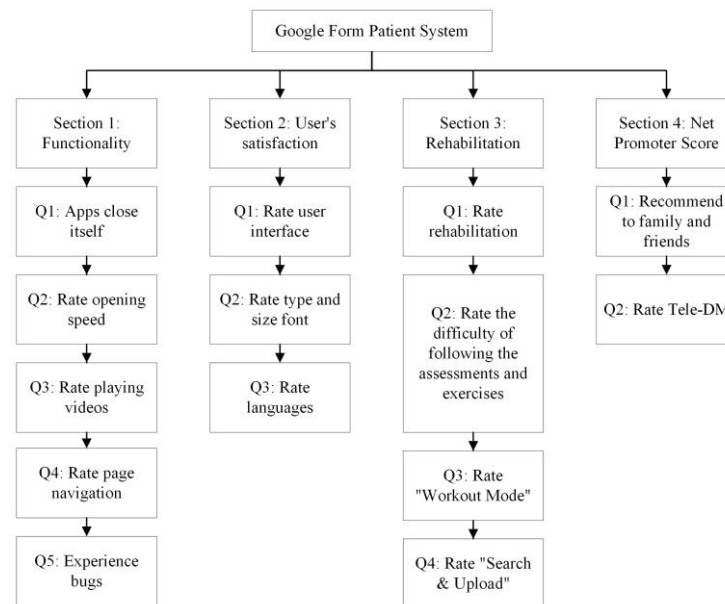 Google Form Patient System
Section 1:
Functionality
Q1: Apps close
itself
Q2: Rate opening
speed
Q3: Rate playing
videos
Q4: Rate page
navigation
Q5: Experience
bugs
Section 2: User's
satisfaction
Q1: Rate user
interface
Q2: Rate type and
size font
Q3: Rate
languages
Section 3:
Rehabilitation
Q1: Rate
rehabilitation
Q2: Rate the
difficulty of
following the
assessments and
exercises
Q3: Rate
"Workout Mode"
Q4: Rate "Search
& Upload"
Section 4: Net
Promoter Score
Q1: Recommend
to family and
friends
Q2: Rate Tele-DM